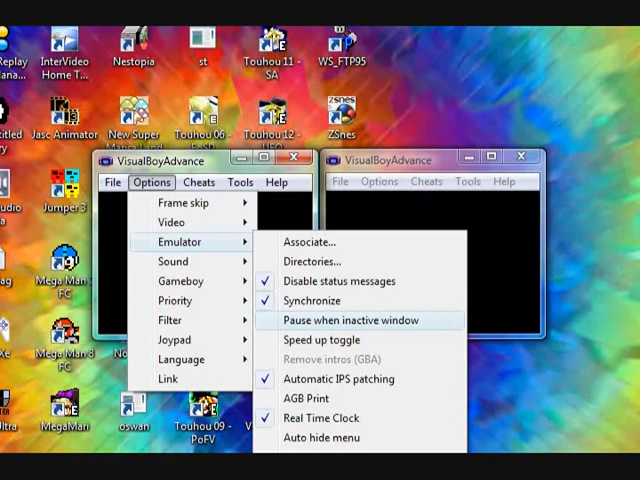 Replay
InterVideo
Nestopia
st
Touhou 11 -
WS_FTP95
Home T...
SA
Jasc Animator
New Super
Touhou 06 -
Touhou 12 -
ZSnes
VisualBoyAdvance
VisualBoyAdvance
File Options Cheats Tools Help
File Options Cheats Tools Help
Jumper 3
Frame skip
Video
Emulator
Sound
Gameboy
Priority
Filter
Joypad
Language
Link
Associate...
Directories...
Disable status messages
Synchronize
Pause when inactive window
Speed up toggle
Remove intros (GBA)
Automatic IPS patching
AGB Print
Real Time Clock
Auto hide menu
Mega Man 7
FC
Mega Man 8
FC
MegaMan
oswan
Touhou 09 -
PoFV